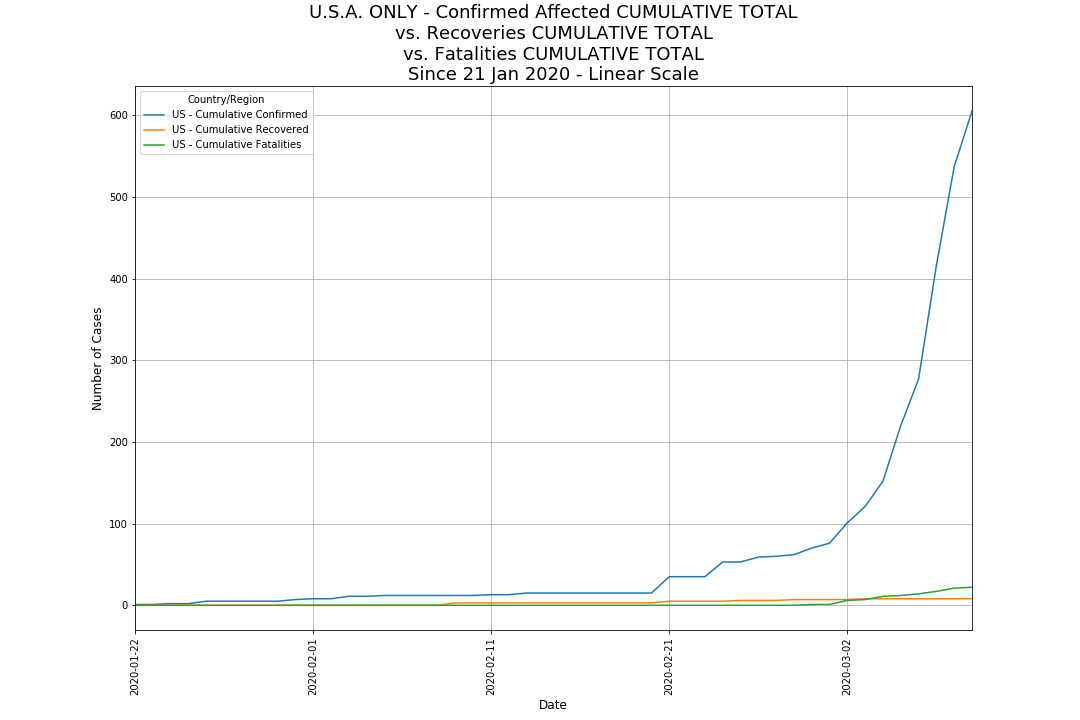 U.S.A. ONLY - Confirmed Affected CUMULATIVE TOTAL
vs. Recoveries CUMULATIVE TOTAL
vs. Fatalities CUMULATIVE TOTAL
Since 21 Jan 2020 - Linear Scale
Country/Region
US - Cumulative Confirmed
US - Cumulative Recovered
US - Cumulative Fatalities
600
500
400
300
200
100
0
Number of Cases
2020-01-22
2020-02-01
2020-02-11
2020-02-21
2020-03-02
Date